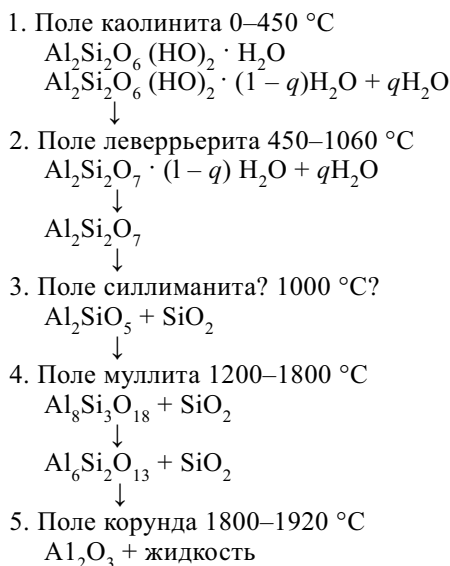 1. Поле каолинита 0–450 °C
Al₂Si₂O₆ (HO)₂ · H₂O
Al₂Si₂O₆ (HO)₂ · (1 – q)H₂O + qH₂O
↓
2. Поле леверрьерита 450–1060 °C
Al₂Si₂O₇ · (l – q) H₂O + qH₂O
↓
Al₂Si₂O₇
↓
3. Поле силлиманита? 1000 °C?
Al₂SiO₅ + SiO₂
↓
4. Поле муллита 1200–1800 °C
Al₈Si₃O₁₈ + SiO₂
↓
Al₆Si₂O₁₃ + SiO₂
↓
5. Поле корунда 1800–1920 °C
A1₂O₃ + жидкость